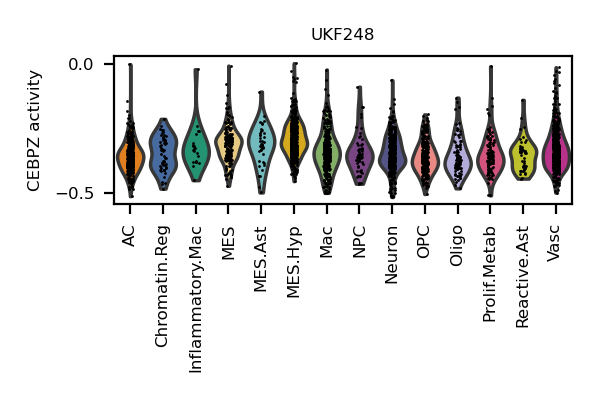 UKF248
CEBPZ activity
0.0
−0.5
AC
Chromatin.Reg
Inflammatory.Mac
MES
MES.Ast
MES.Hyp
Mac
NPC
Neuron
OPC
Oligo
Prolif.Metab
Reactive.Ast
Vasc